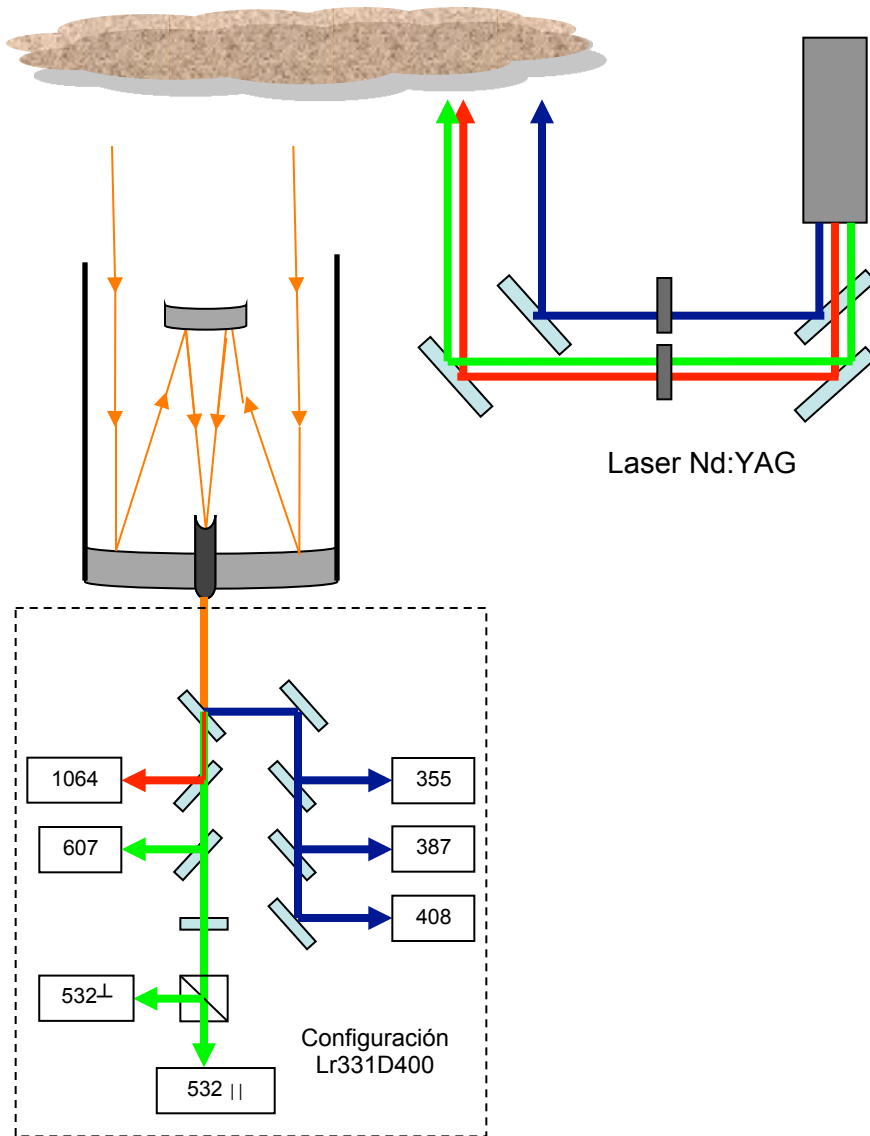 Laser Nd:YAG
1064
355
607
387
408
532⊥
Configuración
Lr331D400
532 ||